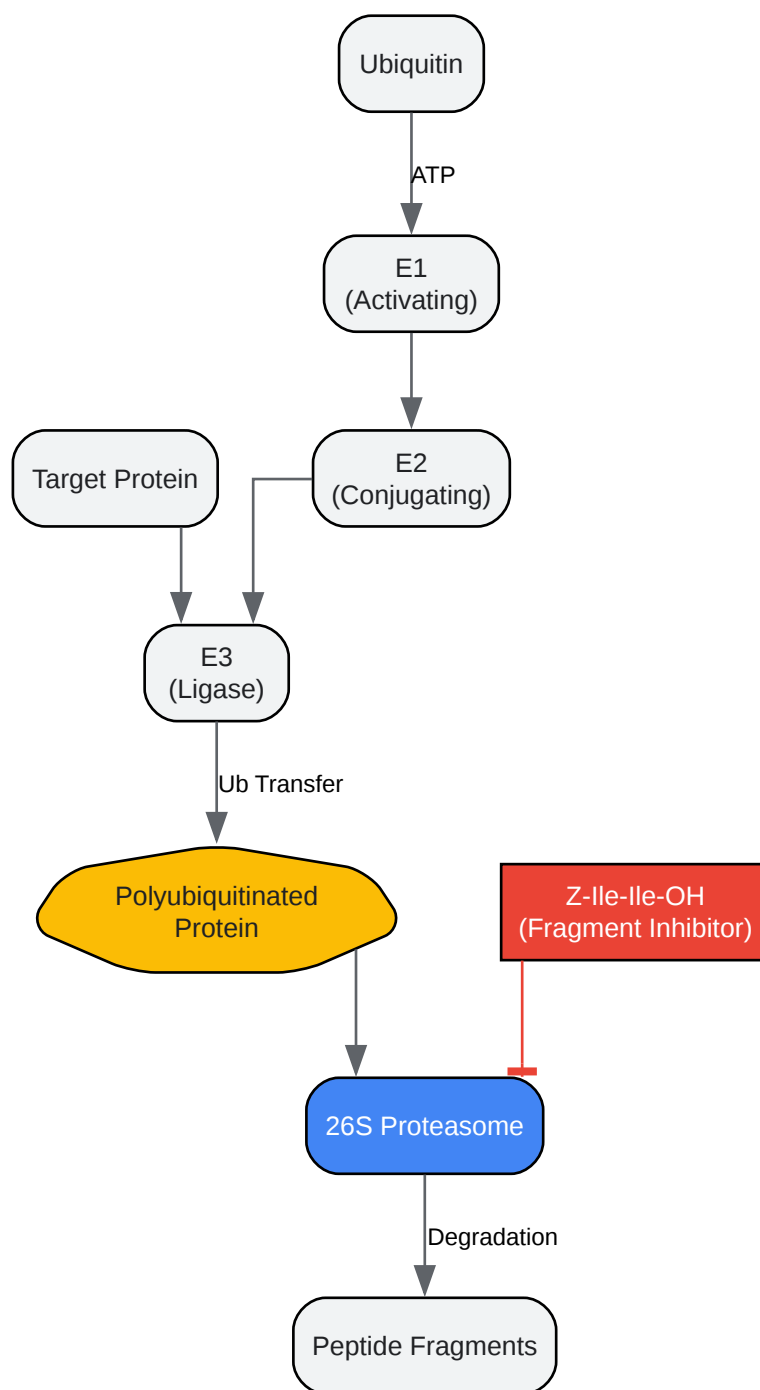 Ubiquitin
ATP
E1
(Activating)
Target Protein
E2
(Conjugating)
E3
(Ligase)
Ub Transfer
Polyubiquitinated
Protein
Z-Ile-Ile-OH
(Fragment Inhibitor)
26S Proteasome
Degradation
Peptide Fragments